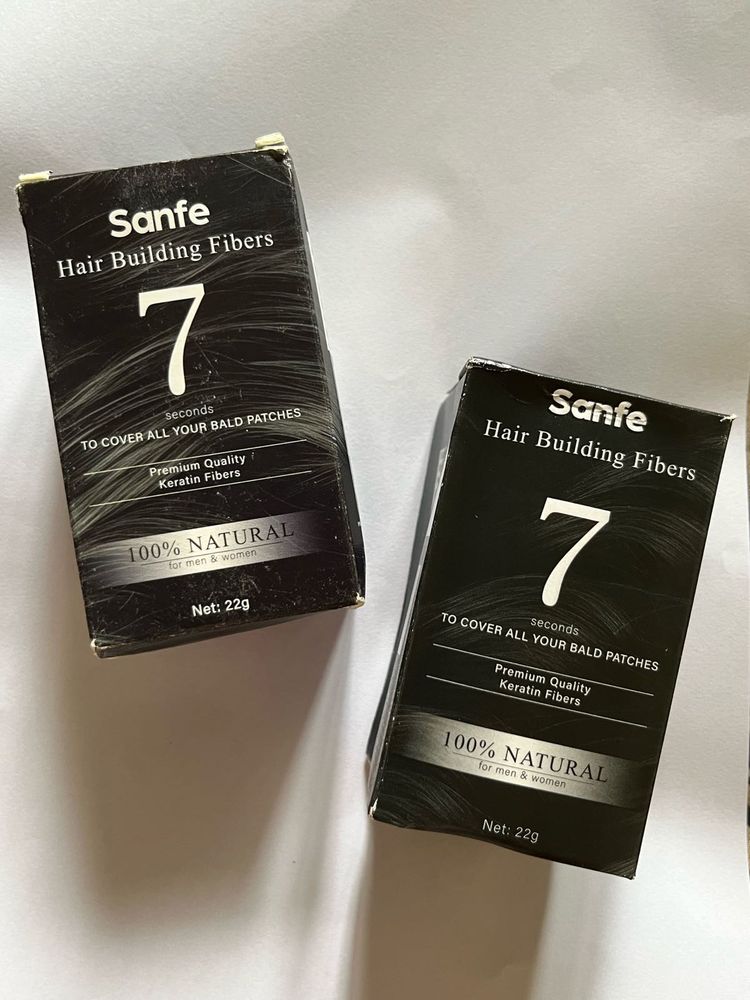 Sanfe
Hair Building Fibers
7
seconds
TO COVER ALL YOUR BALD PATCHES
Premium Quality
Keratin Fibers
100% NATURAL
for men & women
Net: 22g
Sanfe
Hair Building Fibers
7
seconds
TO COVER ALL YOUR BALD PATCHES
Premium Quality
Keratin Fibers
100% NATURAL
for men & women
Net: 22g